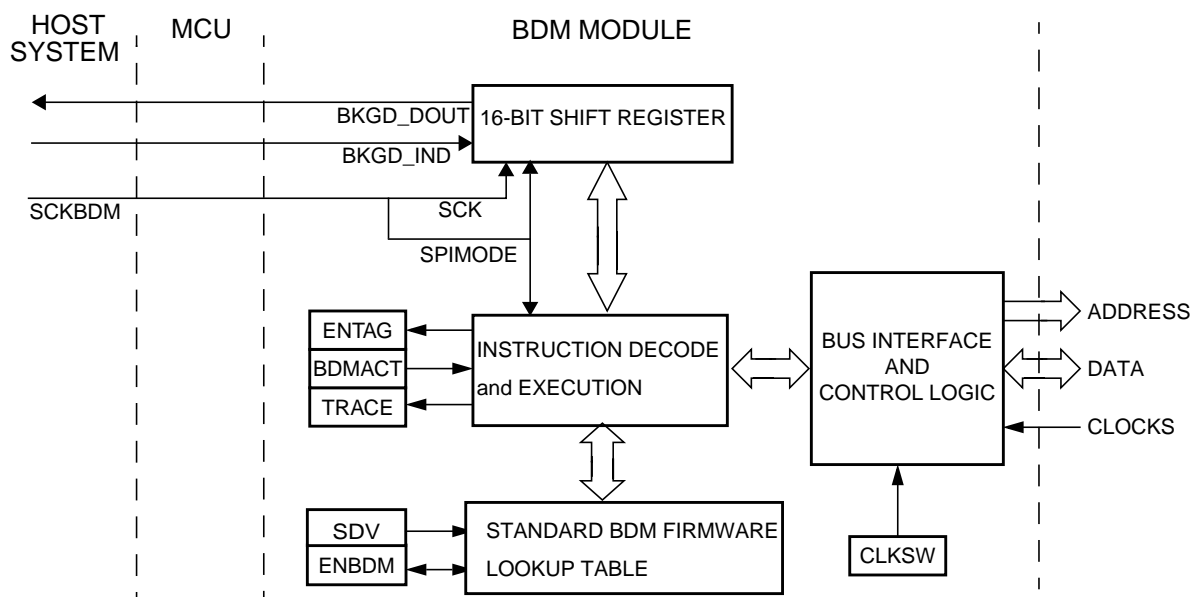 HOST
SYSTEM
MCU
BDM MODULE
BKGD_DOUT
16-BIT SHIFT REGISTER
BKGD_IND
SCKBDM
SCK
SPIMODE
ENTAG
BDMACT
TRACE
INSTRUCTION DECODE
and EXECUTION
BUS INTERFACE
AND
CONTROL LOGIC
ADDRESS
DATA
CLOCKS
SDV
ENBDM
STANDARD BDM FIRMWARE
LOOKUP TABLE
CLKSW